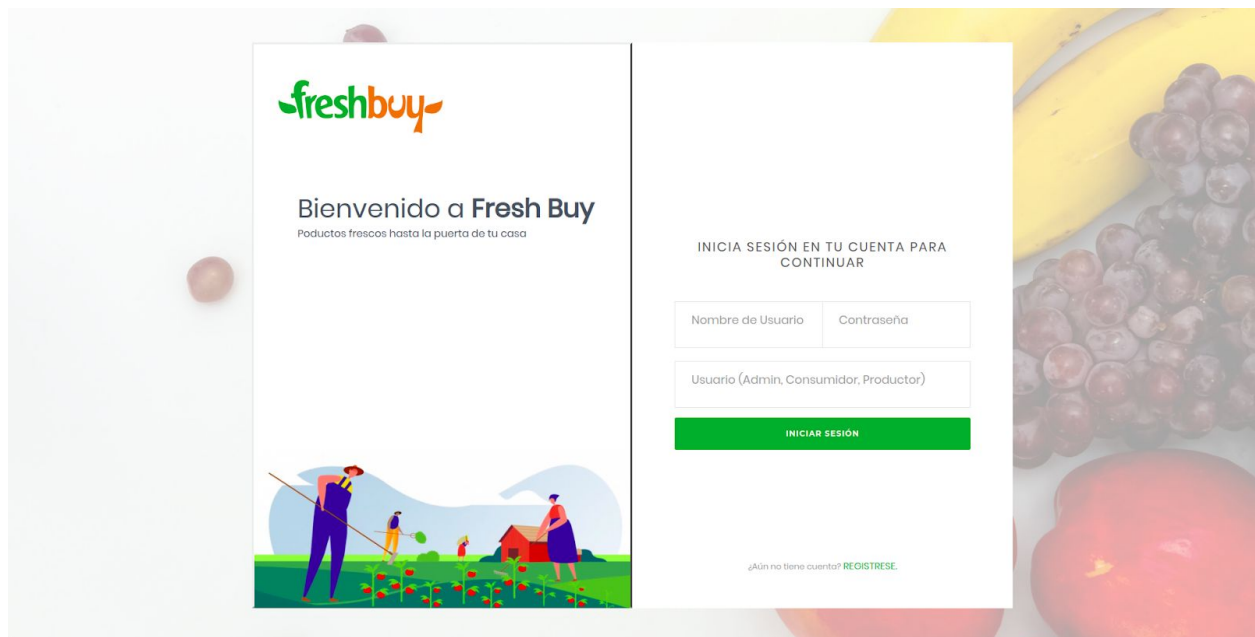 freshbuy
Bienvenido a Fresh Buy
Poductos frescos hasta la puerta de tu casa
INICIA SESIÓN EN TU CUENTA PARA
CONTINUAR
Nombre de Usuario
Contraseña
Usuario (Admin, Consumidor, Productor)
INICIAR SESIÓN
¿Aún no tiene cuenta? REGISTRESE.